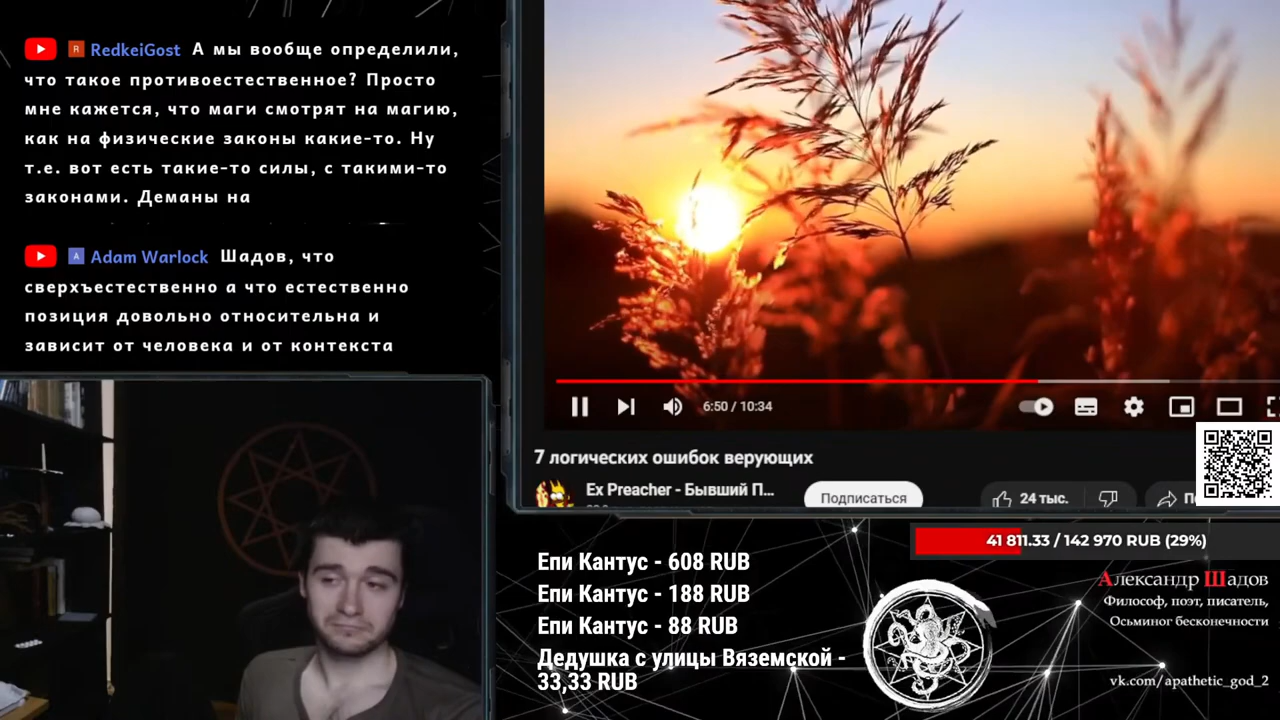 RedkeiGost А мы вообще определили,
что такое противоестественное? Просто
мне кажется, что маги смотрят на магию,
как на физические законы какие-то. Ну
т.е. вот есть такие-то силы, с такими-то
законами. Деманы на
Adam Warlock Шадов, что
сверхъестественно а что естественно
позиция довольно относительна и
зависит от человека и от контекста
6:50 / 10:34
7 логических ошибок верующих
Ex Preacher - Бывший П...
Подписаться
24 тыс.
41 811.33 / 142 970 RUB (29%)
Епи Кантус - 608 RUB
Епи Кантус - 188 RUB
Епи Кантус - 88 RUB
Дедушка с улицы Вяземской -
33,33 RUB
Александр Шадов
Философ, поэт, писатель,
Осьминог бесконечности
vk.com/apathetic_god_2